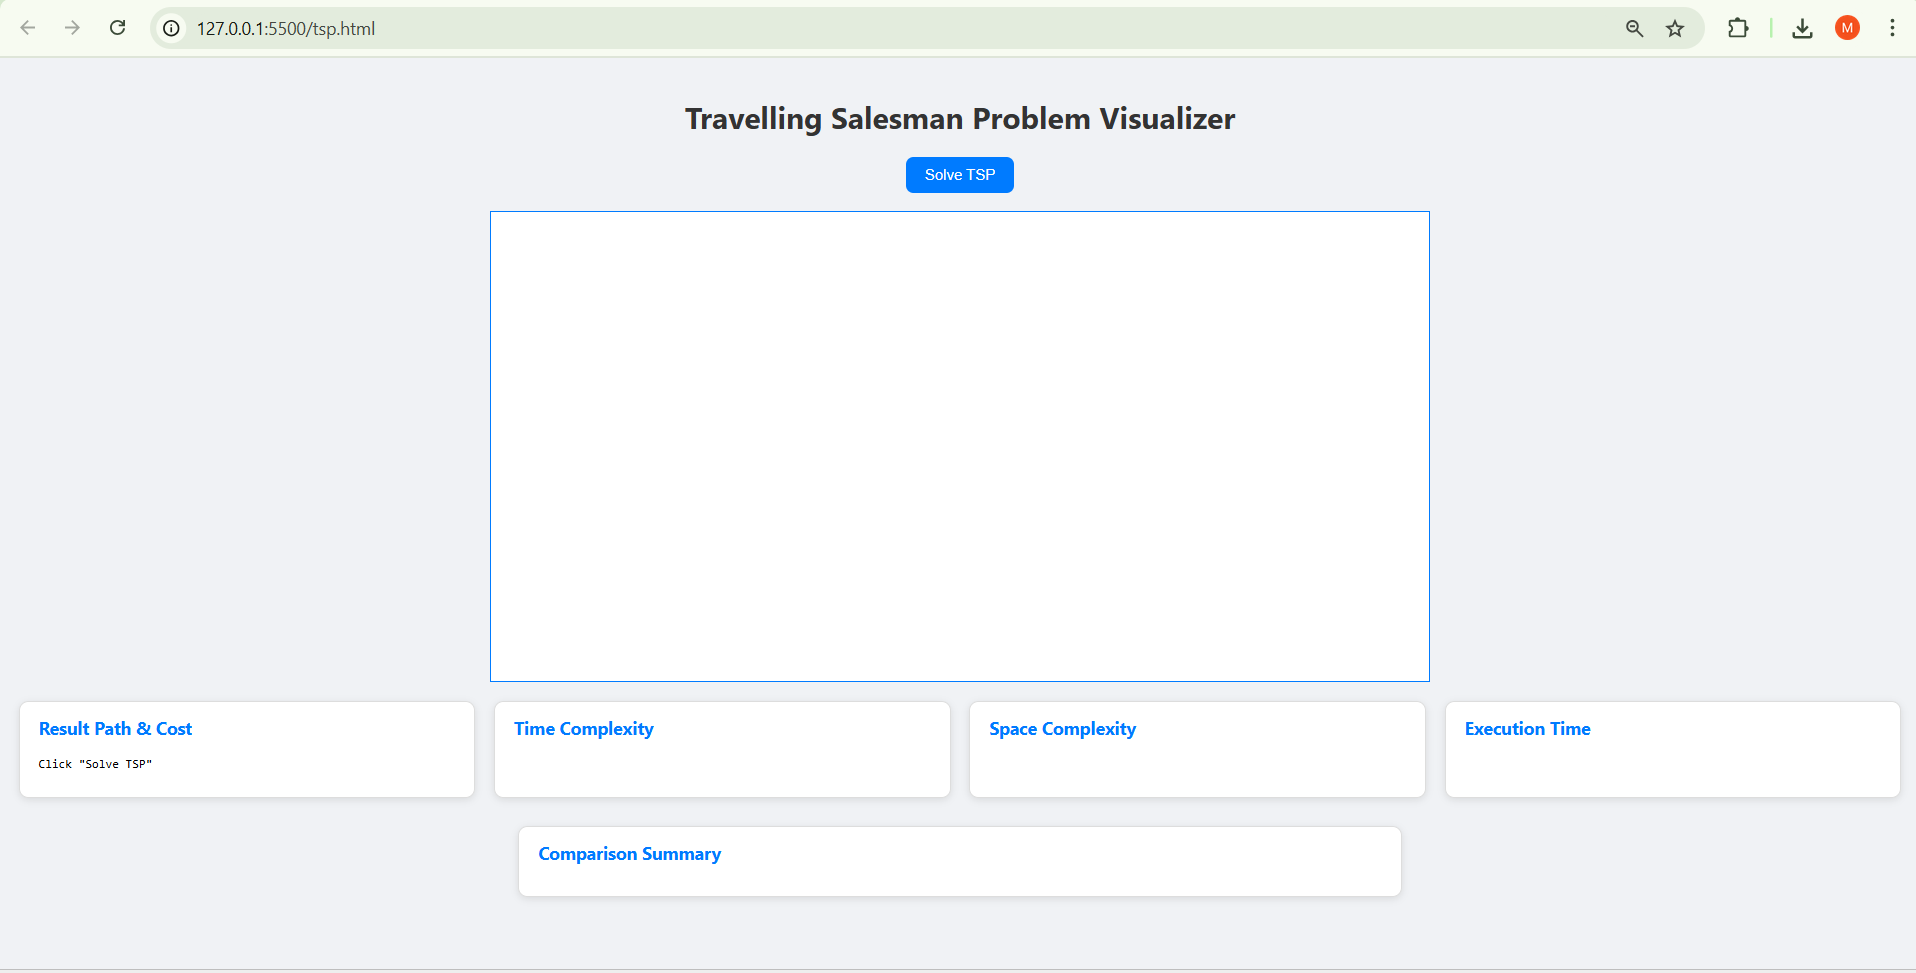 127.0.0.1:5500/tsp.html
M
Travelling Salesman Problem Visualizer
Solve TSP
Result Path & Cost
Click "Solve TSP"
Time Complexity
Space Complexity
Execution Time
Comparison Summary